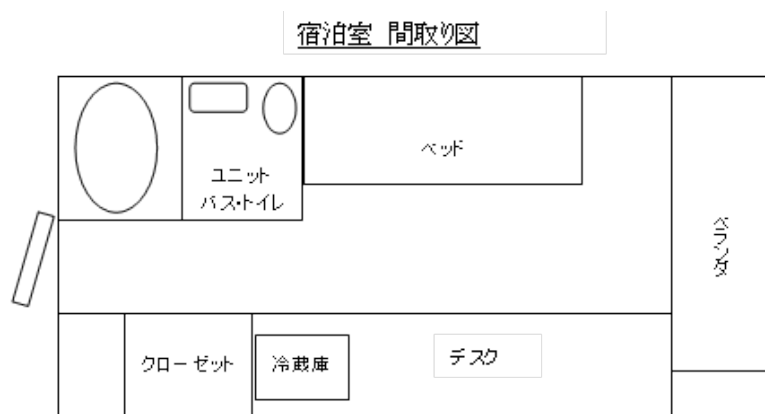 宿泊室 間取り図
ベッド
ユニット
バス・トイレ
ベランダ
クローゼット
冷蔵庫
デスク